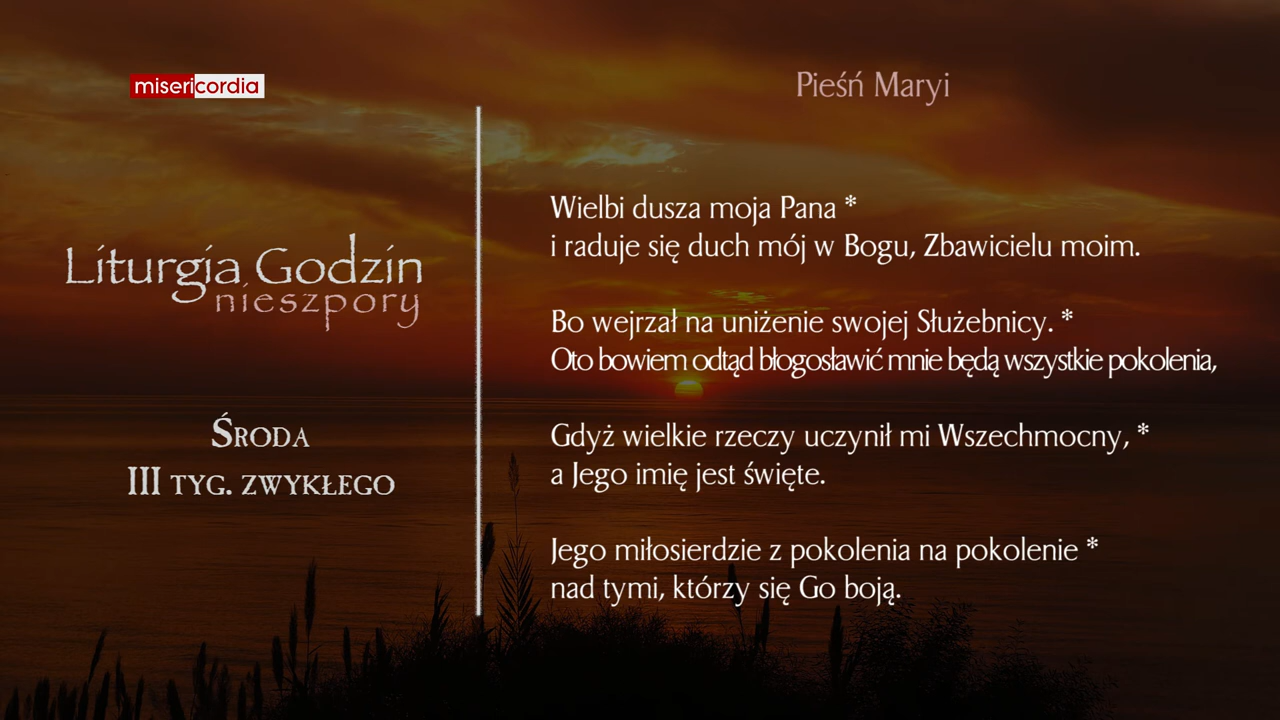 misericordia
Liturgia Godzin
nieszpory
Środa
III tyg. zwykłego
Pieśń Maryi
Wielbi dusza moja Pana *
i raduje się duch mój w Bogu, Zbawicielu moim.
Bo wejrzał na uniżenie swojej Służebnicy. *
Oto bowiem odtąd błogosławić mnie będą wszystkie pokolenia,
Gdyż wielkie rzeczy uczynił mi Wszechmocny, *
a Jego imię jest święte.
Jego miłosierdzie z pokolenia na pokolenie *
nad tymi, którzy się Go boją.